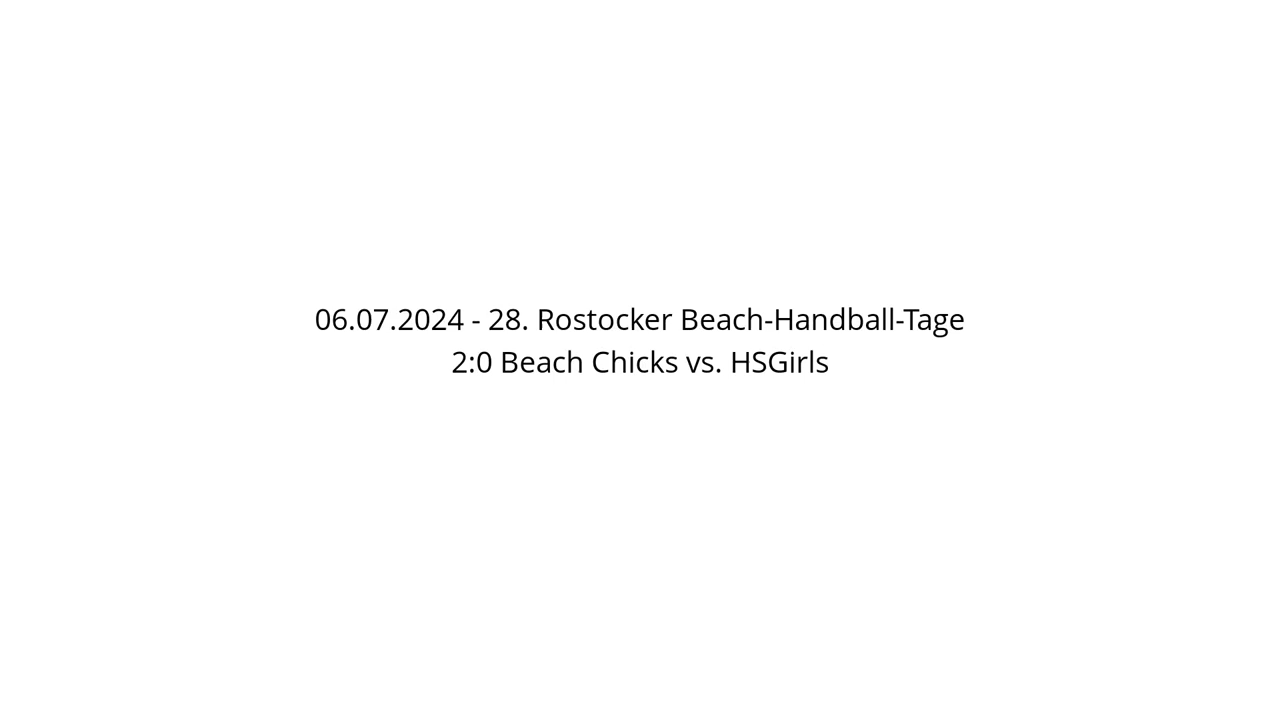 06.07.2024 - 28. Rostocker Beach-Handball-Tage
2:0 Beach Chicks vs. HSGirls